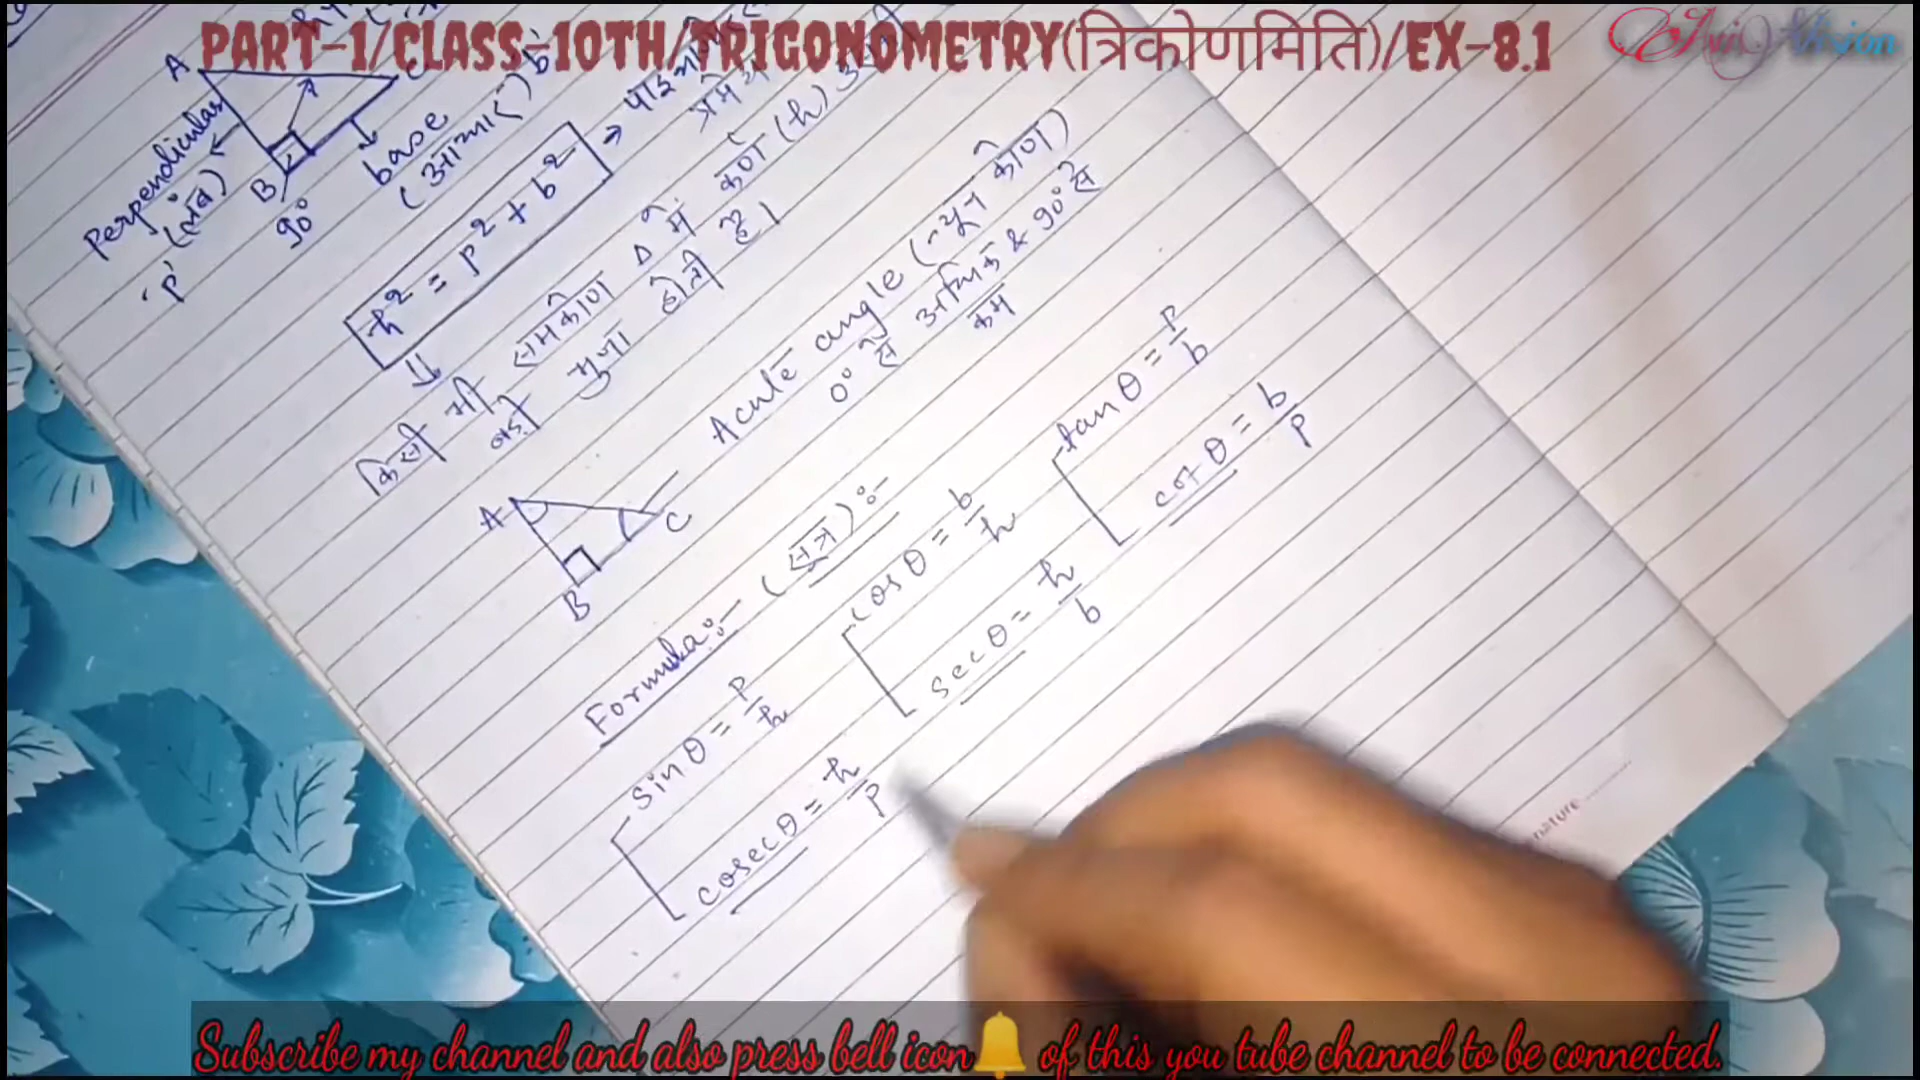 PART-1/CLASS-10TH/TRIGONOMETRY(त्रिकोणमिति)/EX-8.1
A
C
B
90°
Perpendicular
(लंब)
'P'
base
(आधार) 'b'
h² = p² + b²
किसी भी समकोण Δ में कर्ण (h)
बड़ी भुजा होती है।
Acute angle (न्यून कोण)
0° से अधिक & 90° से
कम
A
B
C
Formula:- (सूत्र):-
sin θ = p/h
cosec θ = h/p
cos θ = b/h
sec θ = h/b
tan θ = p/b
cot θ = b/p
Subscribe my channel and also press bell icon🔔 of this you tube channel to be connected.